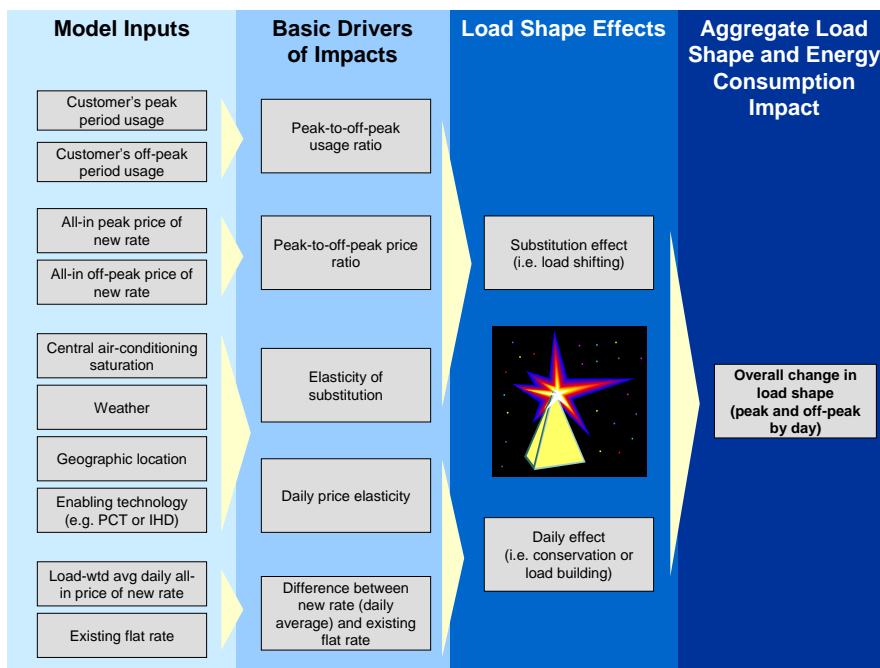 Model Inputs
Customer's peak
period usage
Customer's off-peak
period usage
All-in peak price of
new rate
All-in off-peak price of
new rate
Central air-conditioning
saturation
Weather
Geographic location
Enabling technology
(e.g. PCT or IHD)
Load-wtd avg daily all-
in price of new rate
Existing flat rate
Basic Drivers
of Impacts
Peak-to-off-peak
usage ratio
Peak-to-off-peak price
ratio
Elasticity of
substitution
Daily price elasticity
Difference between
new rate (daily
average) and existing
flat rate
Load Shape Effects
Substitution effect
(i.e. load shifting)
Daily effect
(i.e. conservation or
load building)
Aggregate Load
Shape and Energy
Consumption
Impact
Overall change in
load shape
(peak and off-peak
by day)